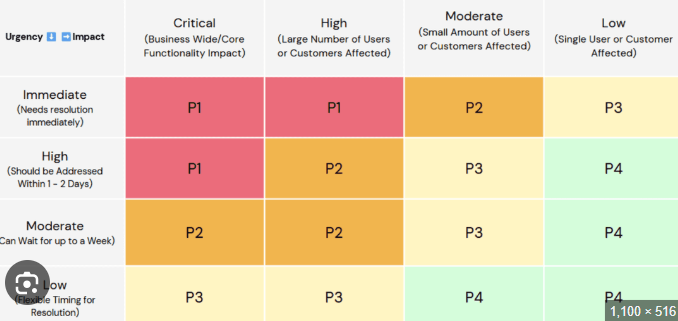 Urgency ⬇️ ➡️ Impact
Critical
(Business Wide/Core
Functionality Impact)
High
(Large Number of Users
or Customers Affected)
Moderate
(Small Amount of Users
or Customers Affected)
Low
(Single User or Customer
Affected)
Immediate
(Needs resolution
immediately)
P1
P1
P2
P3
High
(Should be Addressed
Within 1 - 2 Days)
P1
P2
P3
P4
Moderate
Can Wait for up to a Week)
P2
P2
P3
P4
Low
(Flexible Timing for
Resolution)
P3
P3
P4
P4
1,100 × 516